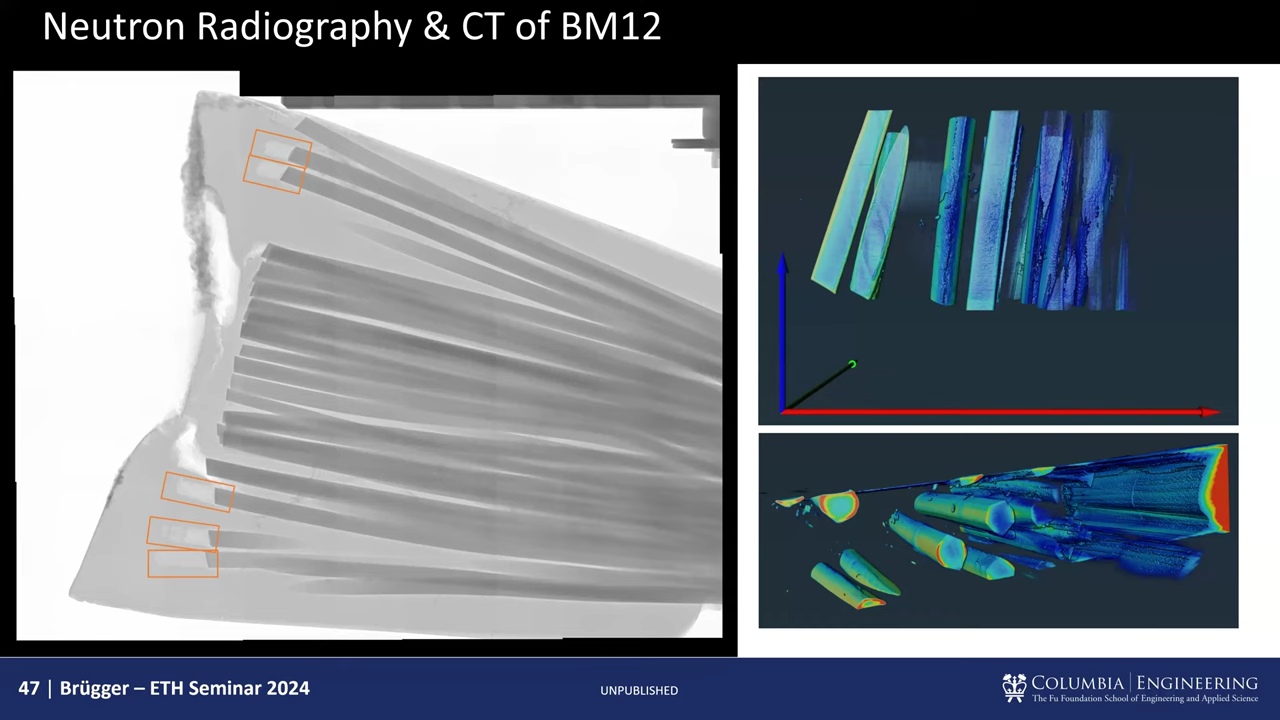 Neutron Radiography & CT of BM12
47 | Brügger – ETH Seminar 2024
UNPUBLISHED
COLUMBIA | ENGINEERING
The Fu Foundation School of Engineering and Applied Science